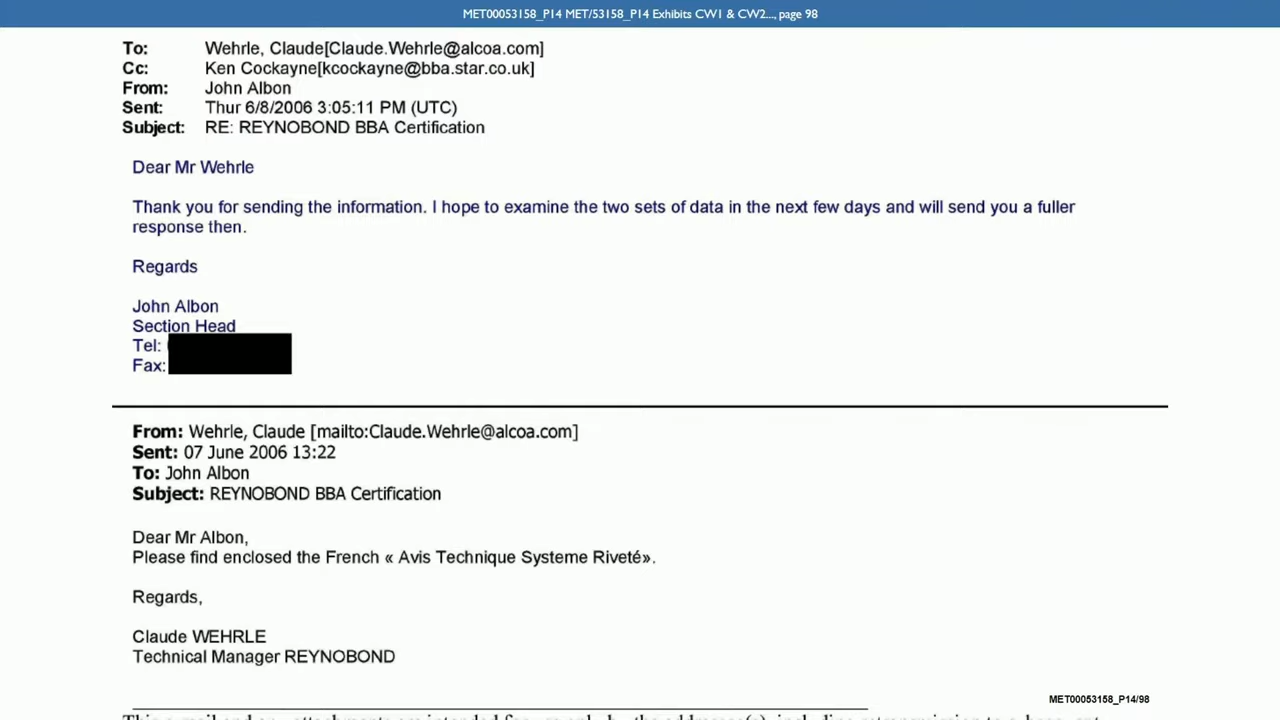 MET00053158_P14 MET/53158_P14 Exhibits CW1 & CW2..., page 98
To: Wehrle, Claude[Claude.Wehrle@alcoa.com]
Cc: Ken Cockayne[kcockayne@bba.star.co.uk]
From: John Albon
Sent: Thur 6/8/2006 3:05:11 PM (UTC)
Subject: RE: REYNOBOND BBA Certification
Dear Mr Wehrle
Thank you for sending the information. I hope to examine the two sets of data in the next few days and will send you a fuller
response then.
Regards
John Albon
Section Head
Tel:
Fax:
From: Wehrle, Claude [mailto:Claude.Wehrle@alcoa.com]
Sent: 07 June 2006 13:22
To: John Albon
Subject: REYNOBOND BBA Certification
Dear Mr Albon,
Please find enclosed the French « Avis Technique Systeme Riveté».
Regards,
Claude WEHRLE
Technical Manager REYNOBOND
MET00053158_P14/98